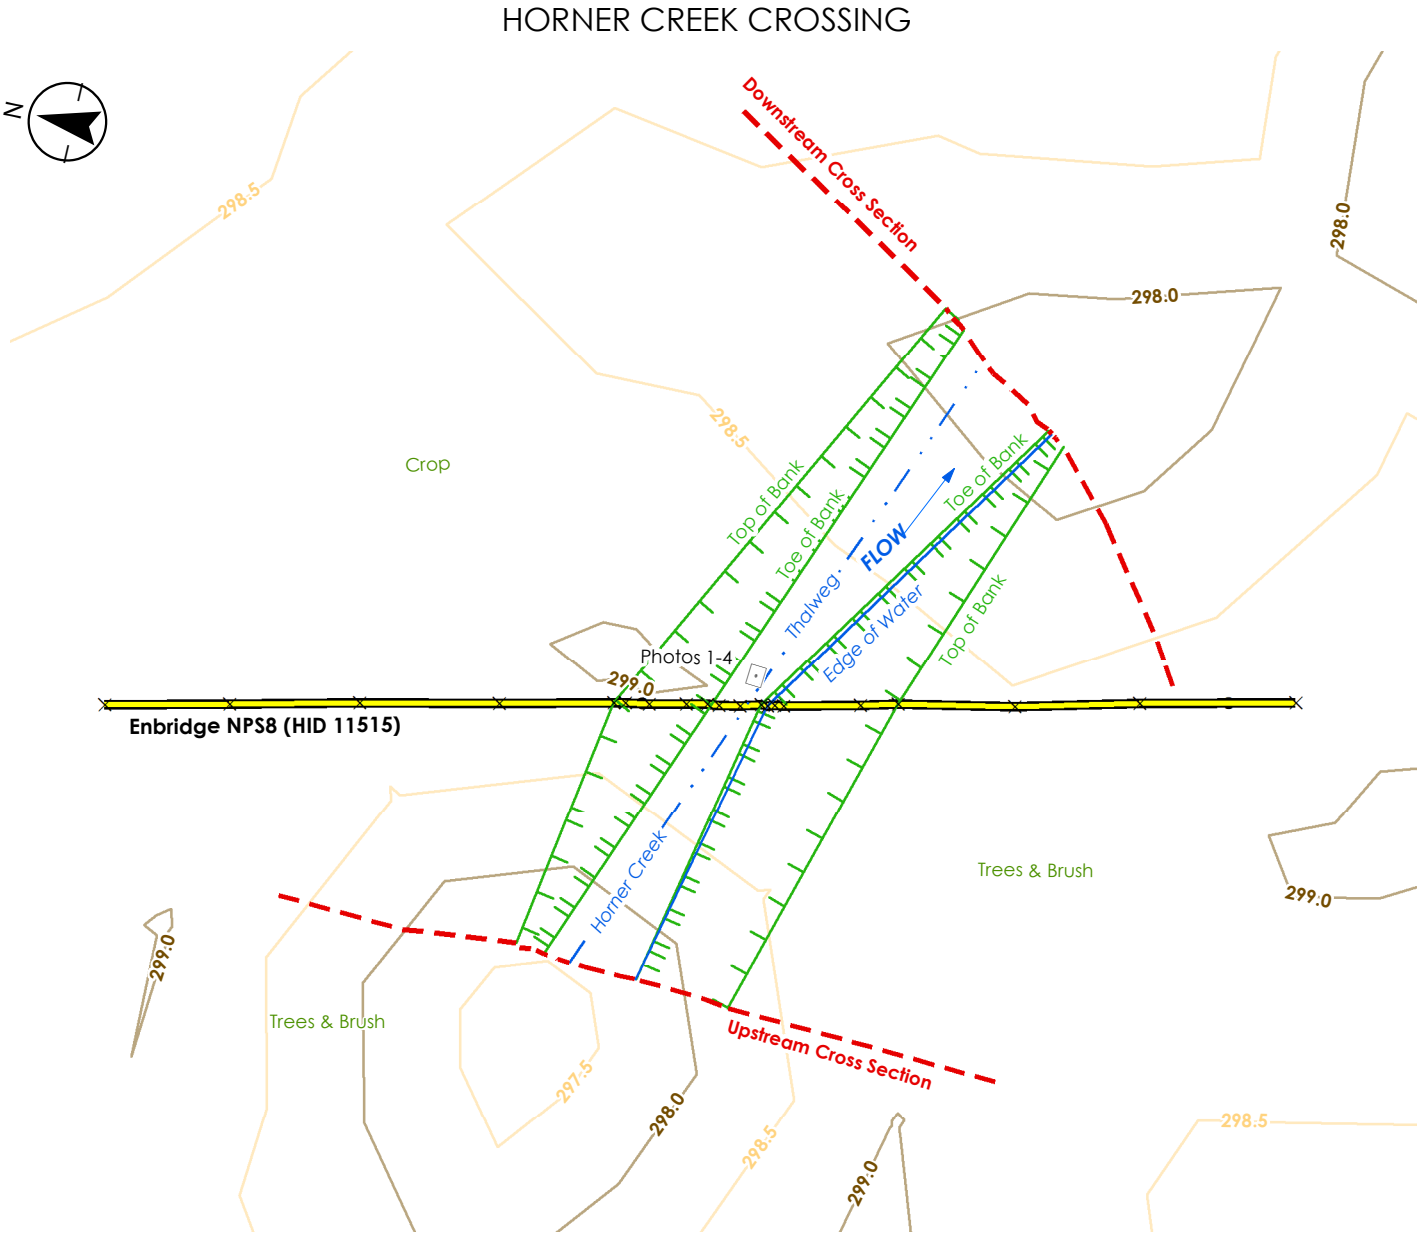 HORNER CREEK CROSSING
N
Downstream Cross Section
298.5
298.0
298.0
298.5
Crop
Top of Bank
Toe of Bank
Toe of Bank
FLOW
Thalweg
Edge of Water
Top of Bank
Photos 1-4
299.0
Enbridge NPS8 (HID 11515)
Horner Creek
Trees & Brush
299.0
299.0
Trees & Brush
Upstream Cross Section
297.5
298.0
298.5
298.5
299.0